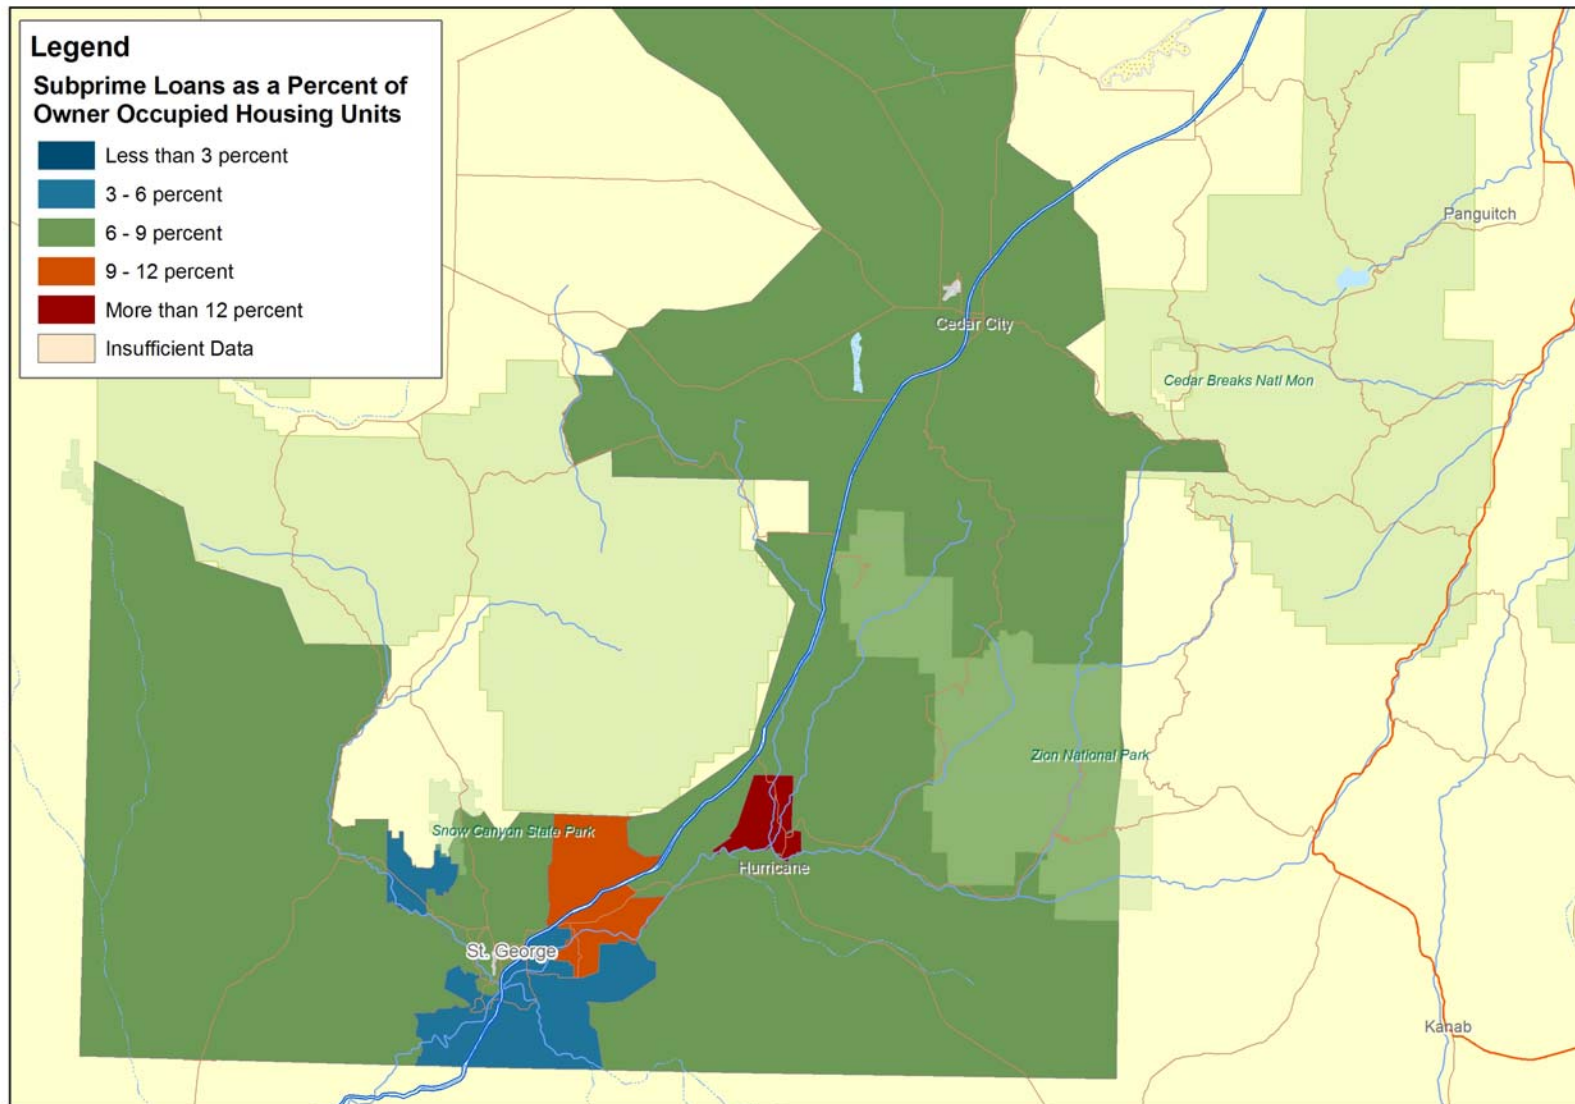 Legend
Subprime Loans as a Percent of
Owner Occupied Housing Units
Less than 3 percent
3 - 6 percent
6 - 9 percent
9 - 12 percent
More than 12 percent
Insufficient Data
Panguitch
Cedar City
Cedar Breaks Natl Mon
Zion National Park
Snow Canyon State Park
Hurricane
St. George
Kanab